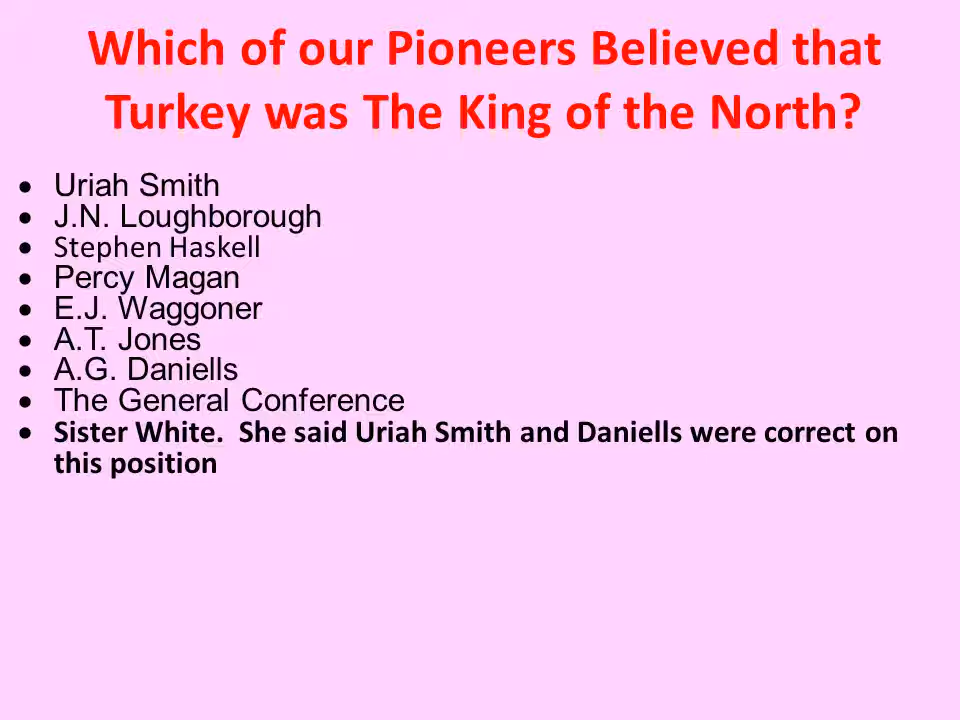 Which of our Pioneers Believed that
Turkey was The King of the North?
• Uriah Smith
• J.N. Loughborough
• Stephen Haskell
• Percy Magan
• E.J. Waggoner
• A.T. Jones
• A.G. Daniells
• The General Conference
• Sister White.  She said Uriah Smith and Daniells were correct on
this position